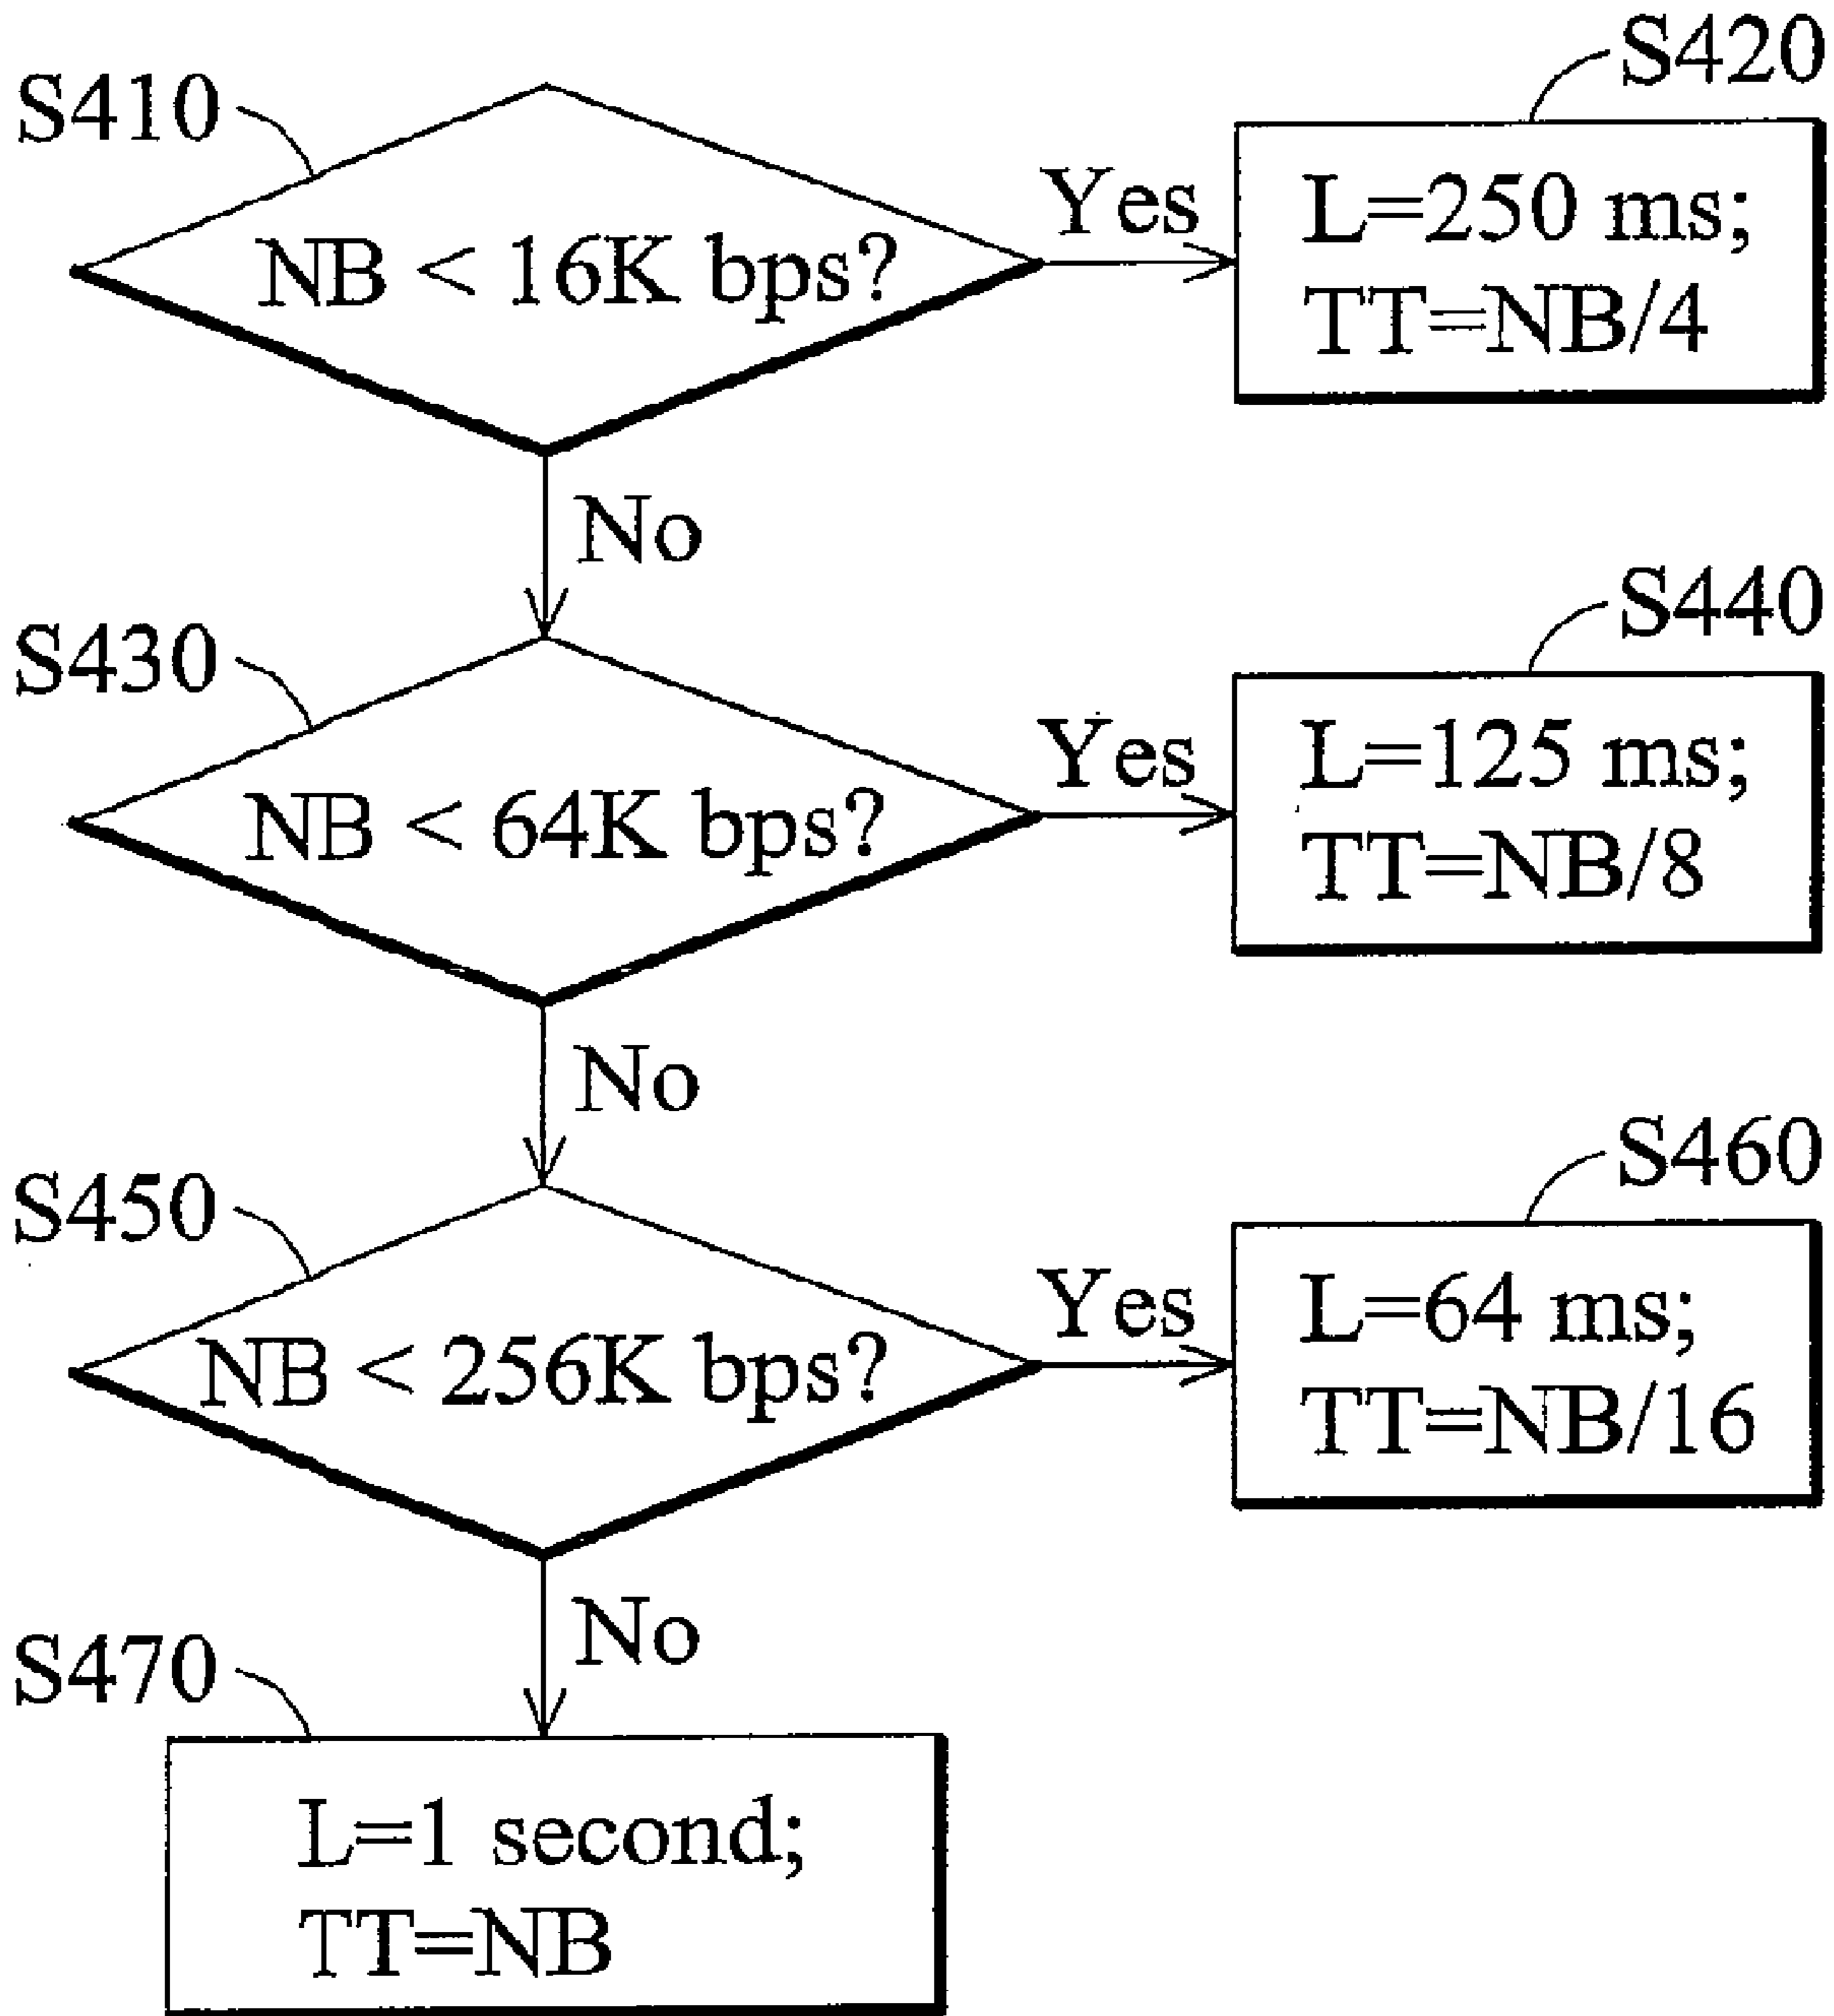 S410
NB < 16K bps?
Yes
S420
L=250 ms;
TT=NB/4
No
S430
NB < 64K bps?
Yes
S440
L=125 ms;
TT=NB/8
No
S450
NB < 256K bps?
Yes
S460
L=64 ms;
TT=NB/16
No
S470
L=1 second;
TT=NB